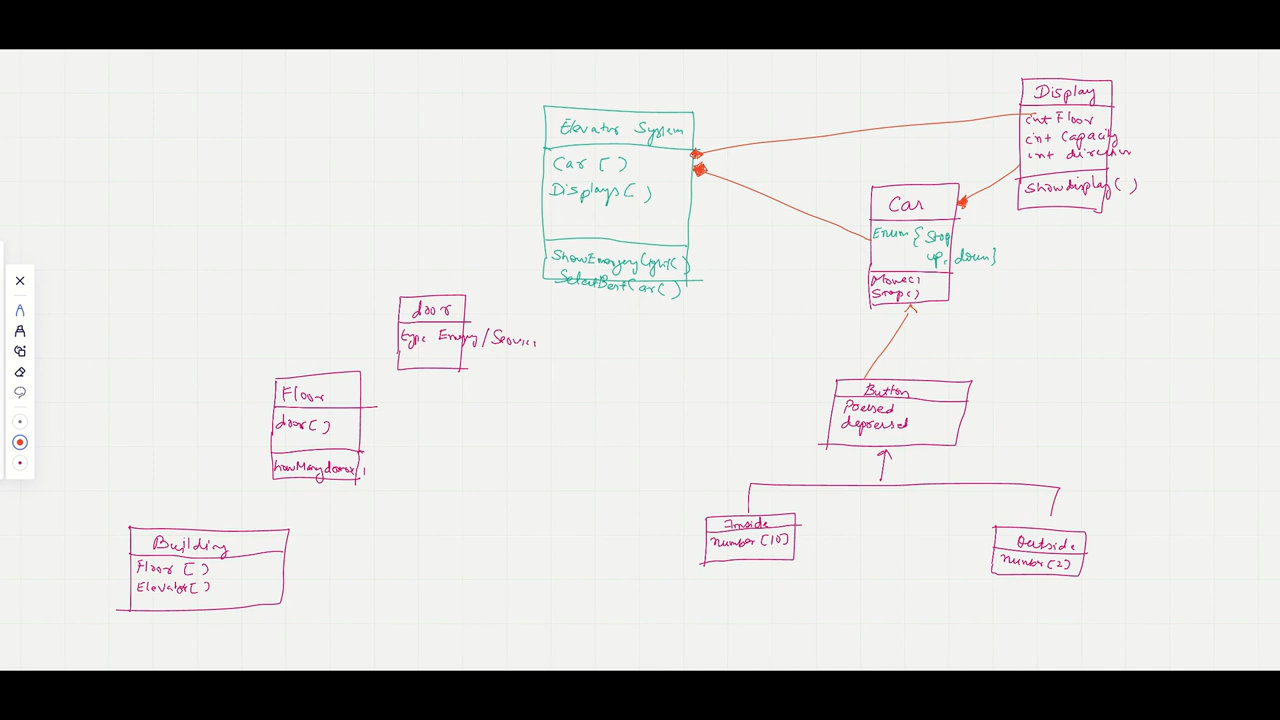 Display
int Floor
int Capacity
int direction
Showdisplay( )
Elevator System
Car [ ]
Displays[ ]
ShowEmergencyLight( )
SelectBestCar( )
Car
Enum { Stop
up, down}
Move()
Stop()
door
type Emergy/Service
Floor
door[ ]
howManydoors()
Button
Pressed
depressed
Inside
number [10]
Outside
Number[2]
Building
Floor [ ]
Elevator[ ]